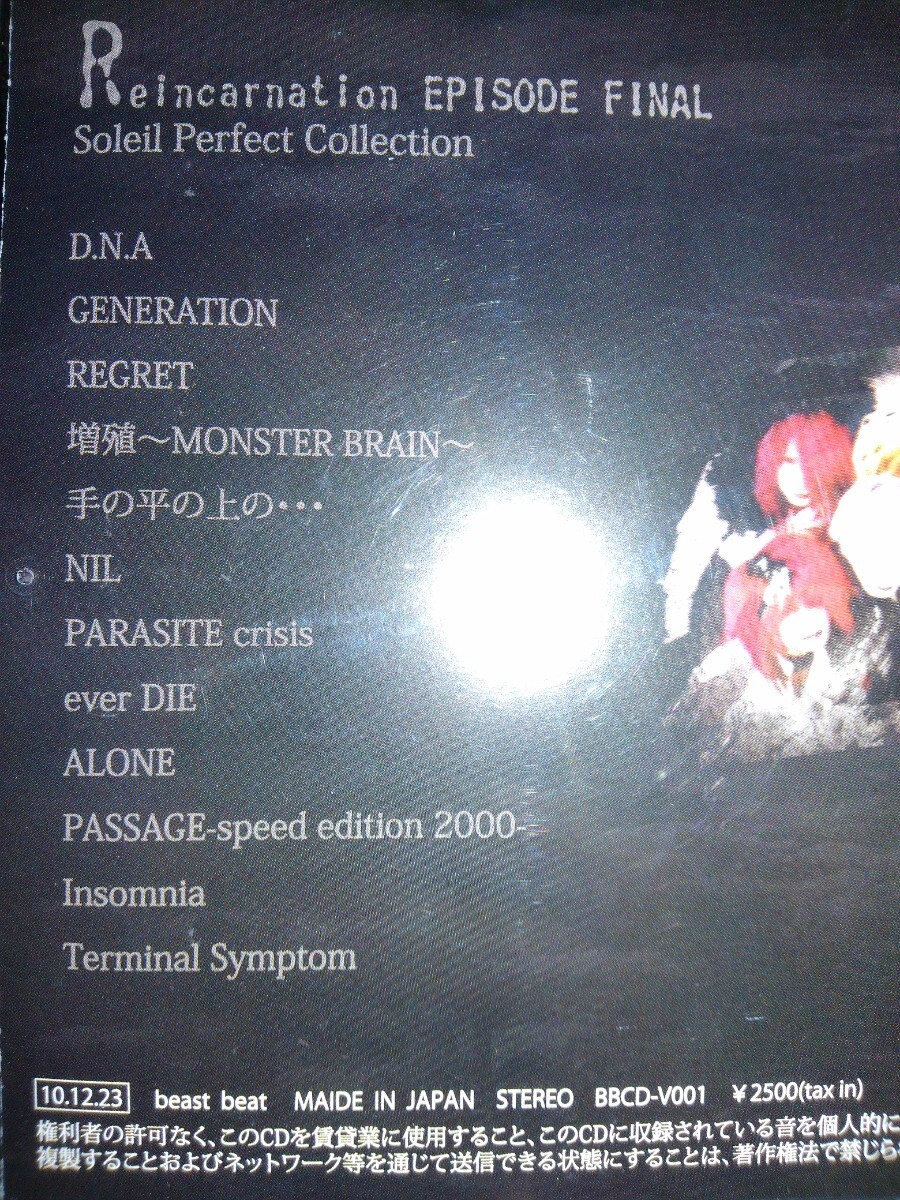 Reincarnation EPISODE FINAL
Soleil Perfect Collection
D.N.A
GENERATION
REGRET
増殖〜MONSTER BRAIN〜
手の平の上の・・・
NIL
PARASITE crisis
ever DIE
ALONE
PASSAGE-speed edition 2000-
Insomnia
Terminal Symptom
10.12.23 beast beat MAIDE IN JAPAN STEREO BBCD-V001 ¥2500(tax in)
権利者の許可なく、このCDを賃貸業に使用すること、このCDに収録されている音を個人的に
複製することおよびネットワーク等を通じて送信できる状態にすることは、著作権法で禁じら